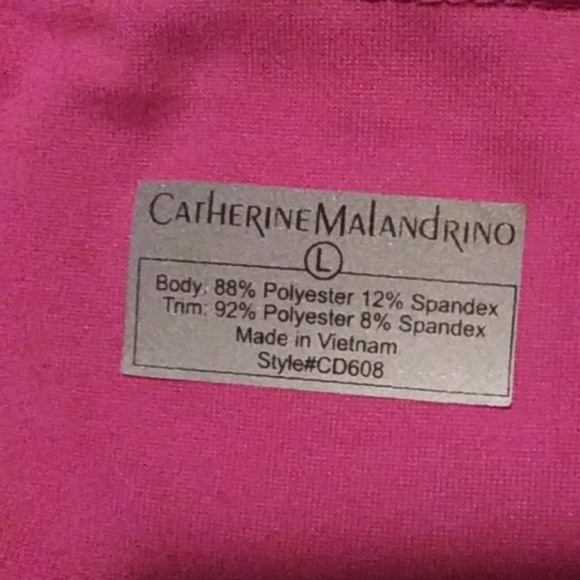 CATHERINE MALANDRINO
L
Body: 88% Polyester 12% Spandex
Trim: 92% Polyester 8% Spandex
Made in Vietnam
Style#CD608